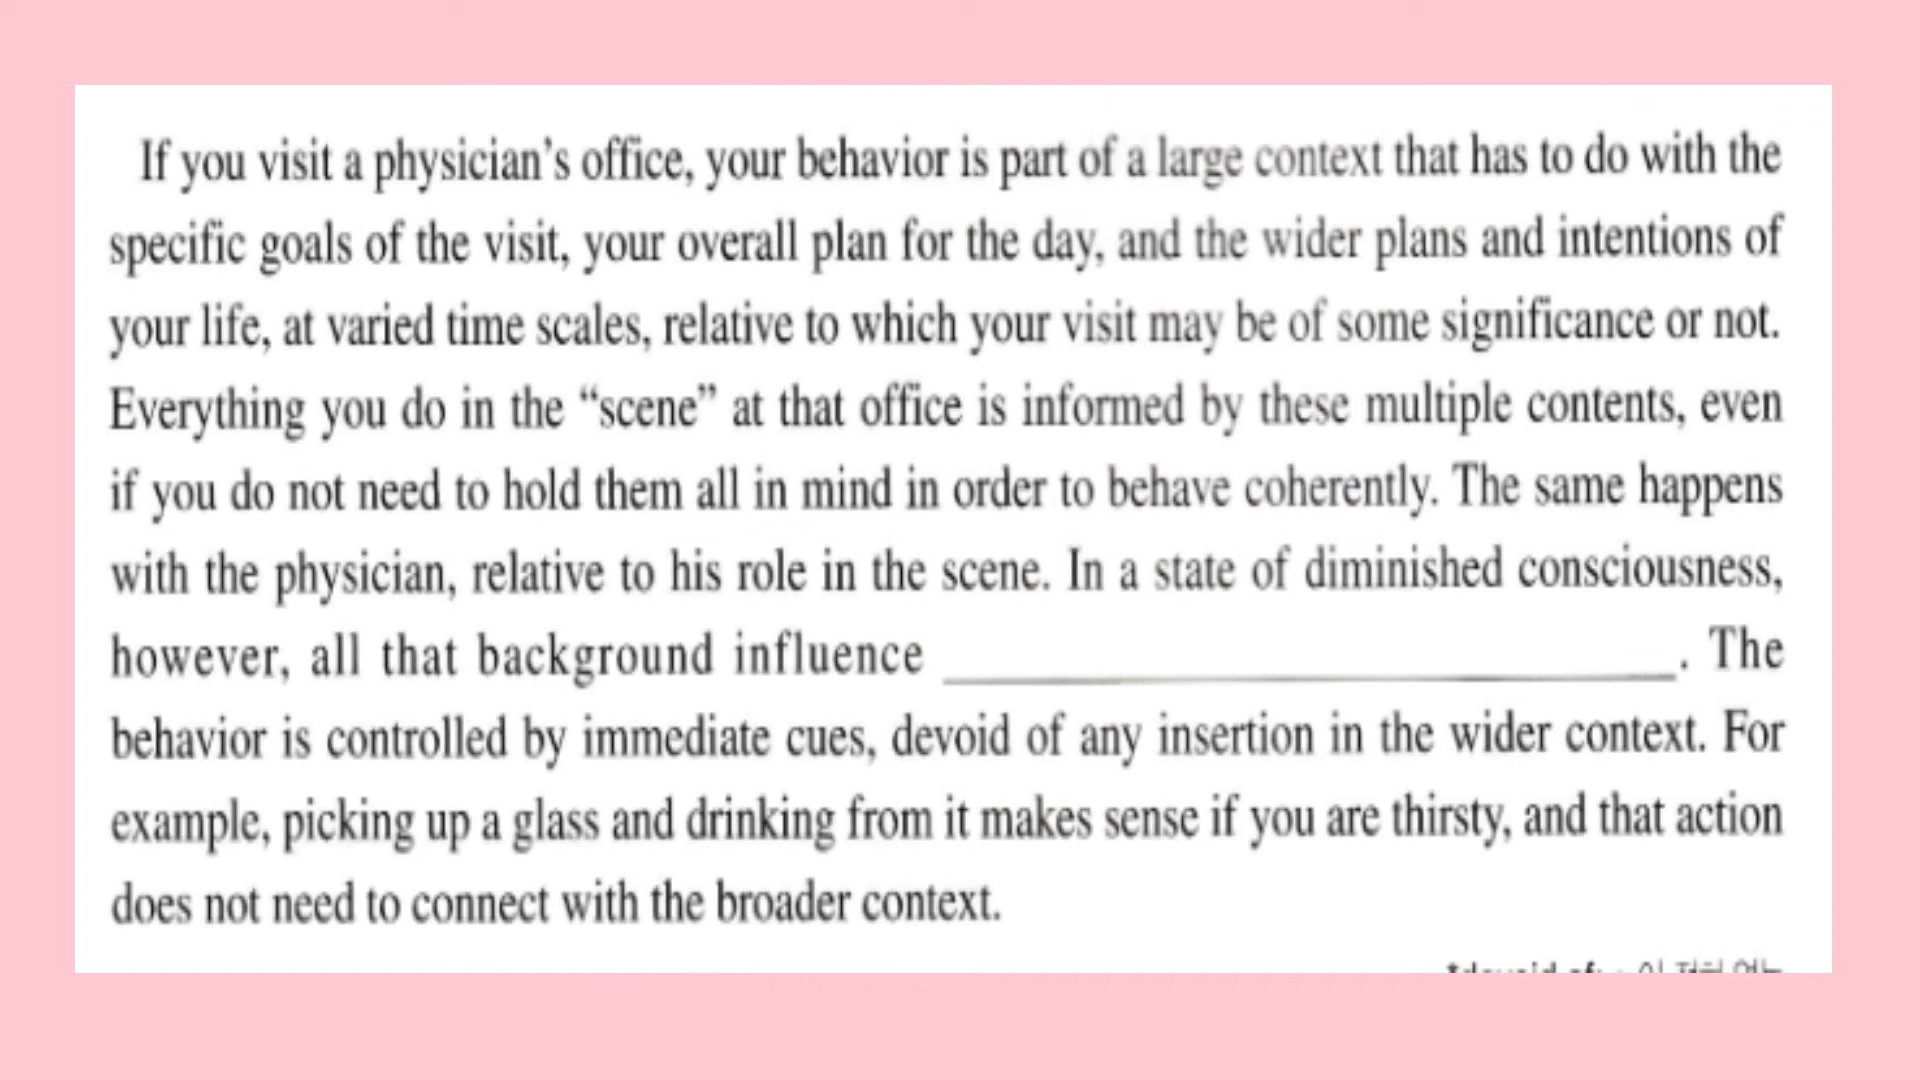 If you visit a physician’s office, your behavior is part of a large context that has to do with the
specific goals of the visit, your overall plan for the day, and the wider plans and intentions of
your life, at varied time scales, relative to which your visit may be of some significance or not.
Everything you do in the “scene” at that office is informed by these multiple contents, even
if you do not need to hold them all in mind in order to behave coherently. The same happens
with the physician, relative to his role in the scene. In a state of diminished consciousness,
however, all that background influence ____________________. The
behavior is controlled by immediate cues, devoid of any insertion in the wider context. For
example, picking up a glass and drinking from it makes sense if you are thirsty, and that action
does not need to connect with the broader context.